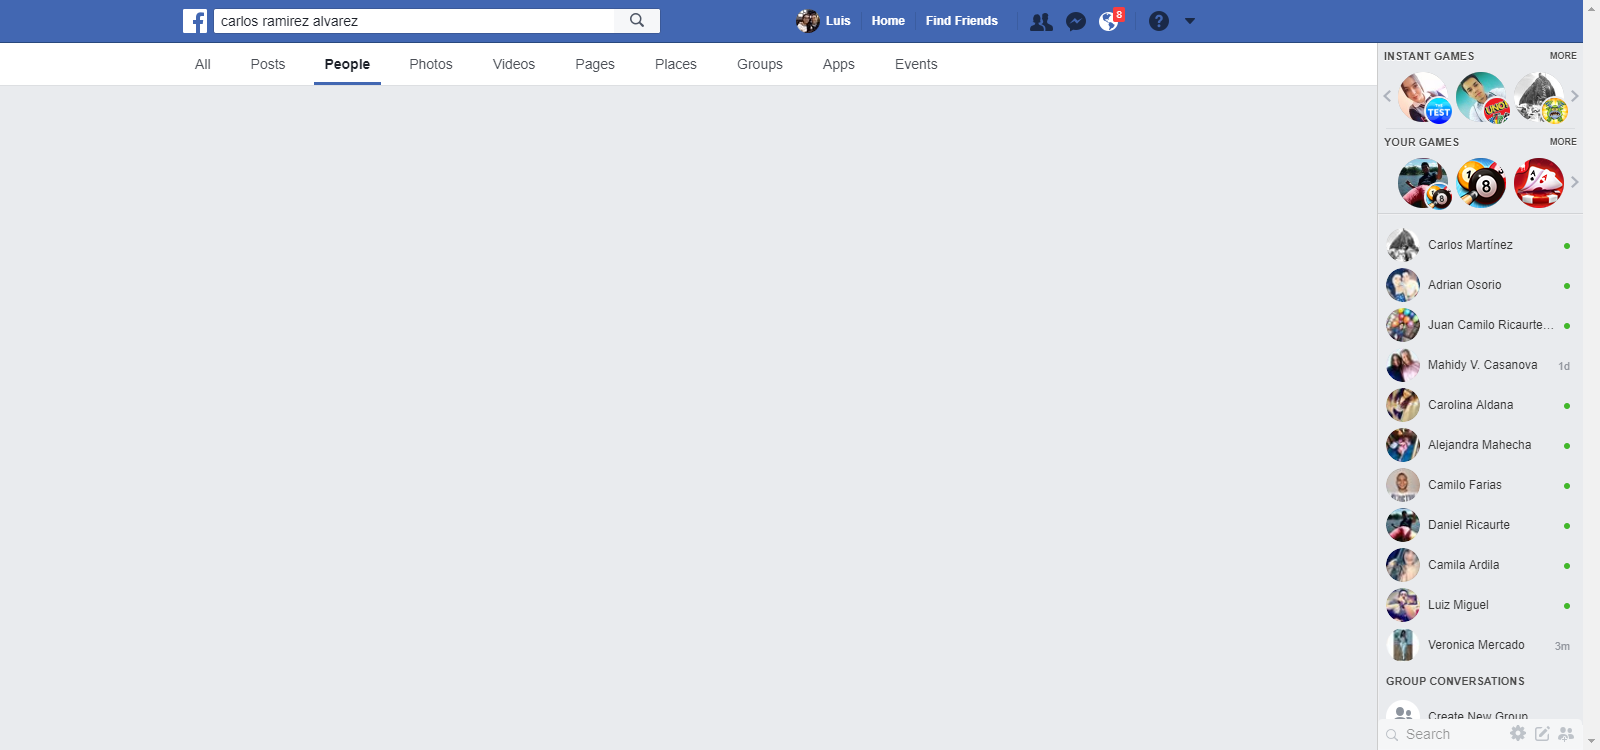 carlos ramirez alvarez
Luis Home Find Friends 8
All Posts People Photos Videos Pages Places Groups Apps Events
INSTANT GAMES MORE
THE TEST UNO
YOUR GAMES MORE
8 1 8 A A
Carlos Martínez
Adrian Osorio
Juan Camilo Ricaurte...
Mahidy V. Casanova 1d
Carolina Aldana
Alejandra Mahecha
Camilo Farias
Daniel Ricaurte
Camila Ardila
Luiz Miguel
Veronica Mercado 3m
GROUP CONVERSATIONS
Create New Group
Search